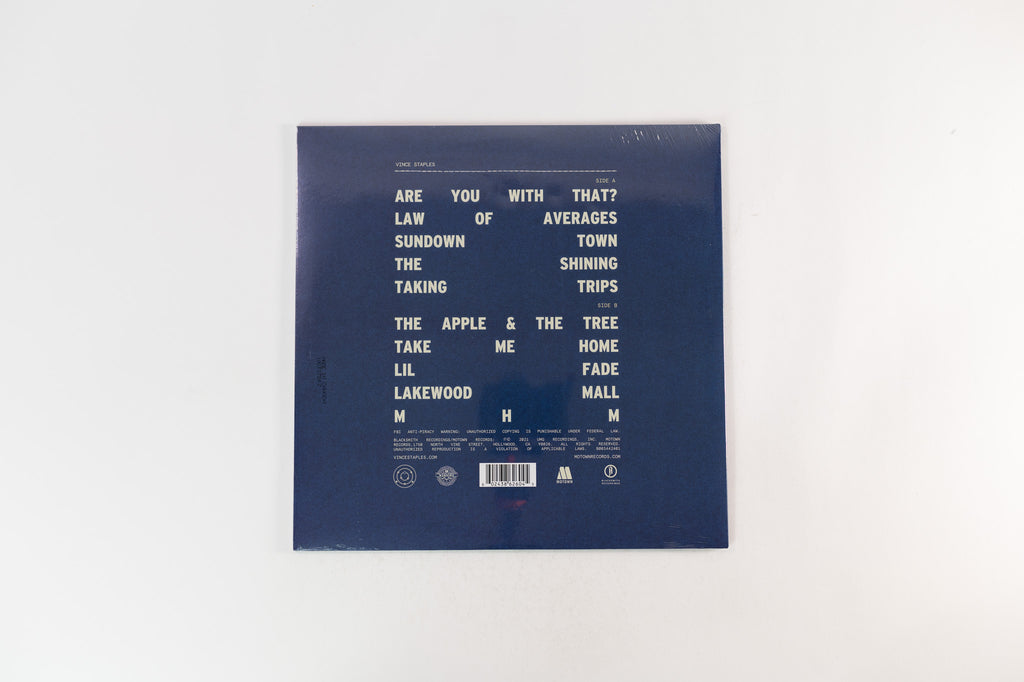 VINCE STAPLES
SIDE A
ARE YOU WITH THAT?
LAW OF AVERAGES
SUNDOWN TOWN
THE SHINING
TAKING TRIPS
SIDE B
THE APPLE & THE TREE
TAKE ME HOME
LIL FADE
LAKEWOOD MALL
M H M
FBI ANTI-PIRACY WARNING: UNAUTHORIZED COPYING IS PUNISHABLE UNDER FEDERAL LAW.
BLACKSMITH RECORDINGS/MOTOWN RECORDS; 2021 UMG RECORDINGS, INC. MOTOWN
RECORDS, 1750 NORTH VINE STREET, HOLLYWOOD, CA 90028. ALL RIGHTS RESERVED.
UNAUTHORIZED REPRODUCTION IS A VIOLATION OF APPLICABLE LAWS.
VINCESTAPLES.COM MOTOWNRECORDS.COM
MOTOWN
BLACKSMITH
RECORDINGS